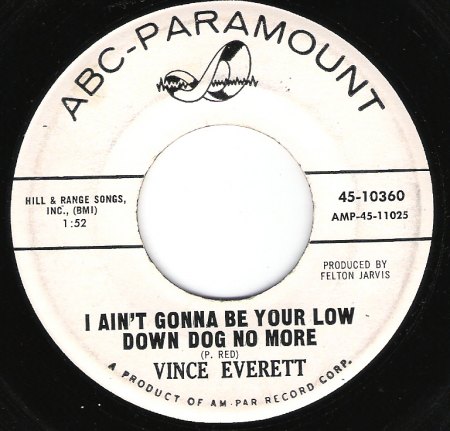 ABC-PARAMOUNT
HILL & RANGE SONGS,
INC., (BMI)
1:52
45-10360
AMP-45-11025
PRODUCED BY
FELTON JARVIS
I AIN'T GONNA BE YOUR LOW
DOWN DOG NO MORE
(P. RED)
VINCE EVERETT
A PRODUCT OF AM-PAR RECORD CORP.